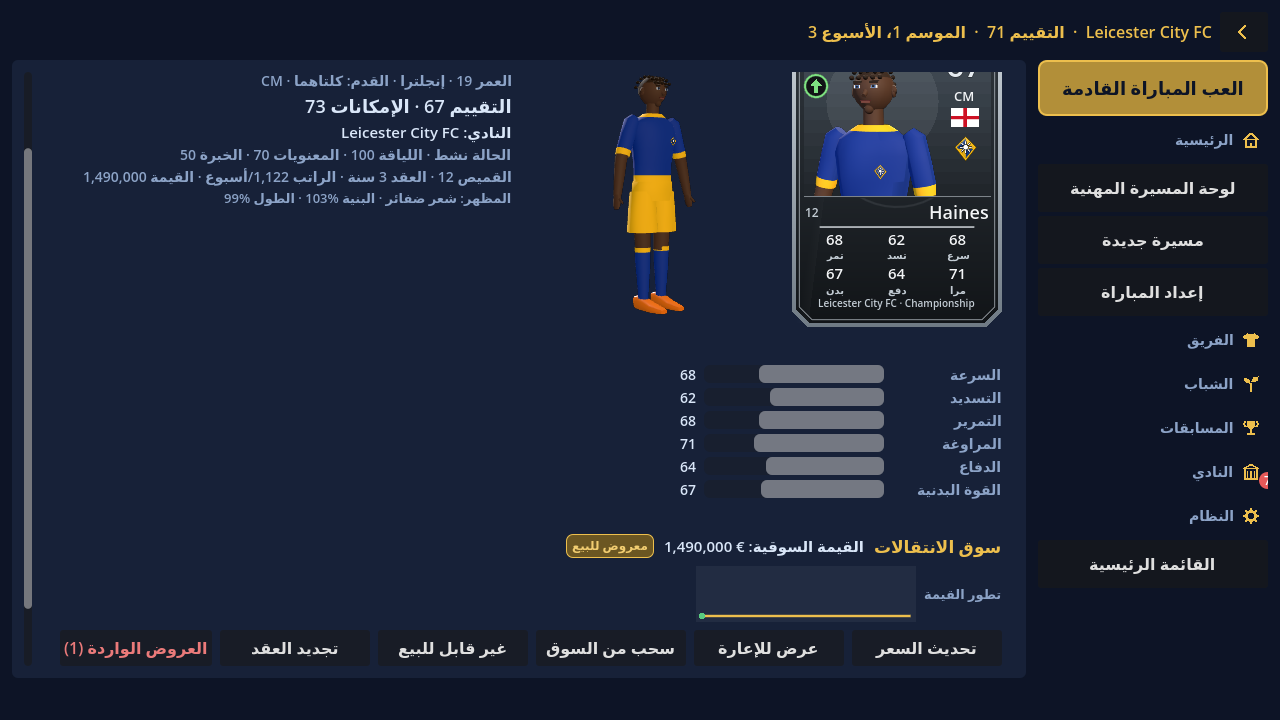 Leicester City FC · التقييم 71 · الموسم 1، الأسبوع 3
العب المباراة القادمة
الرئيسية
لوحة المسيرة المهنية
مسيرة جديدة
إعداد المباراة
الفريق
الشباب
المسابقات
النادي
النظام
القائمة الرئيسية
CM
12 Haines
68 62 68
سرع تسد تمر
71 64 67
مرا دفع بدن
Leicester City FC · Championship
العمر 19 · إنجلترا · القدم: كلتاهما · CM
التقييم 67 · الإمكانات 73
النادي: Leicester City FC
الحالة نشط · اللياقة 100 · المعنويات 70 · الخبرة 50
القميص 12 · العقد 3 سنة · الراتب 1,122/أسبوع · القيمة 1,490,000
المظهر: شعر ضفائر · البنية 103% · الطول 99%
السرعة 68
التسديد 62
التمرير 68
المراوغة 71
الدفاع 64
القوة البدنية 67
سوق الانتقالات القيمة السوقية: € 1,490,000 معروض للبيع
تطور القيمة
تحديث السعر
عرض للإعارة
سحب من السوق
غير قابل للبيع
تجديد العقد
العروض الواردة (1)